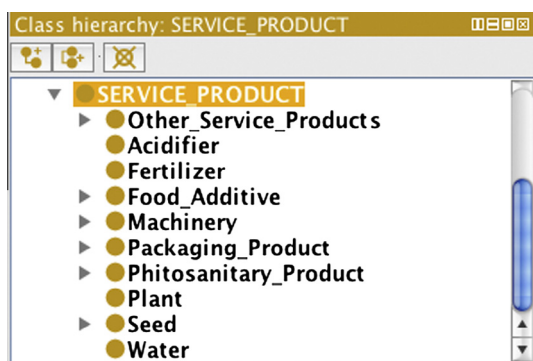 Class hierarchy: SERVICE_PRODUCT
SERVICE_PRODUCT
Other_Service_Products
Acidifier
Fertilizer
Food_Additive
Machinery
Packaging_Product
Phitosanitary_Product
Plant
Seed
Water